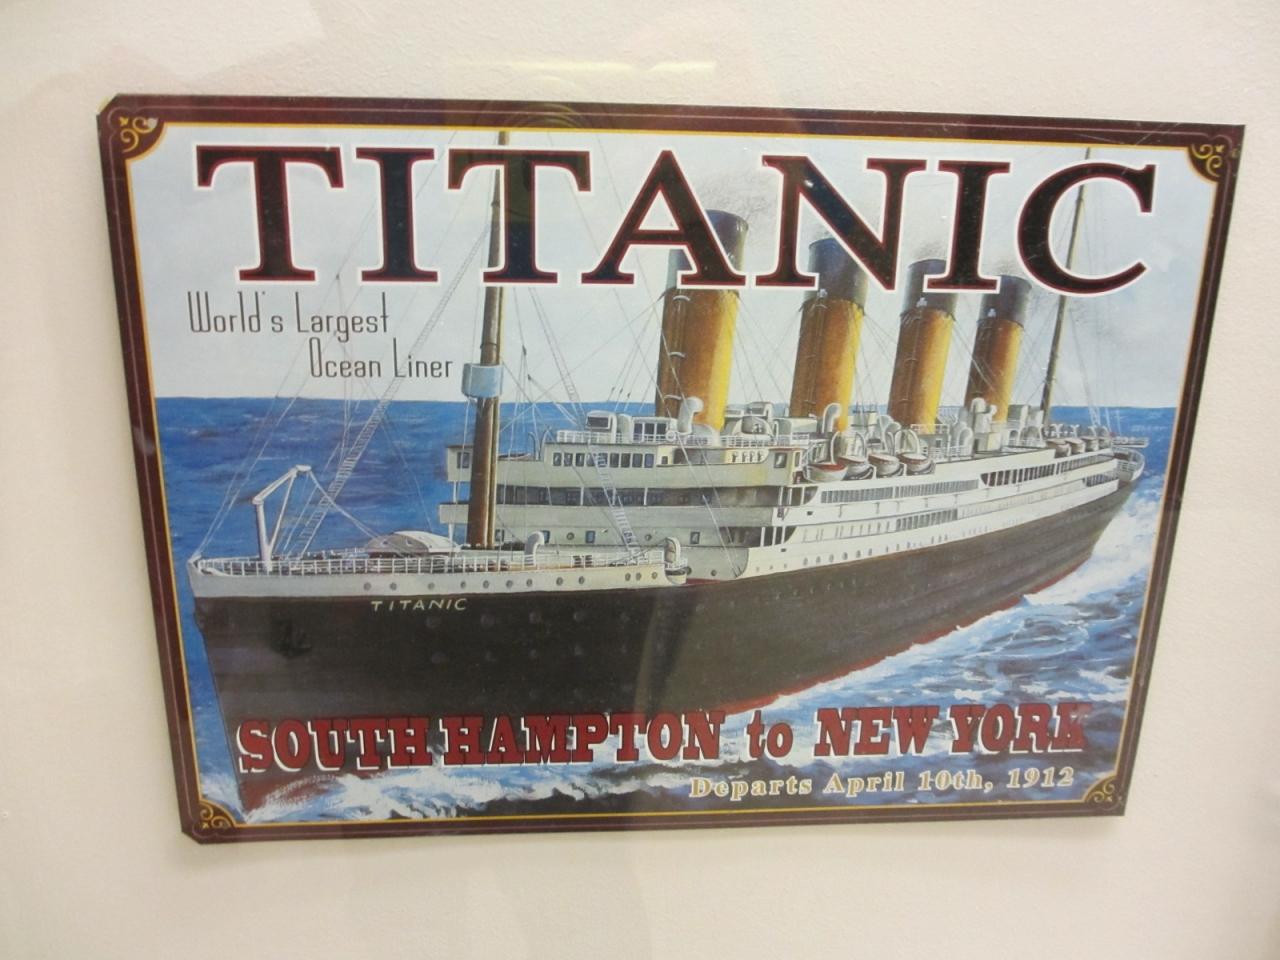 TITANIC
World's Largest
Ocean Liner
TITANIC
SOUTH HAMPTON to NEW YORK
Departs April 10th, 1912